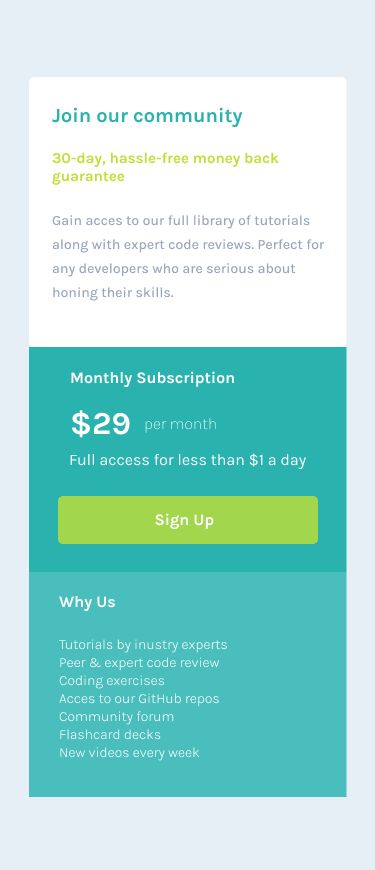 Join our community
30-day, hassle-free money back
guarantee
Gain acces to our full library of tutorials
along with expert code reviews. Perfect for
any developers who are serious about
honing their skills.
Monthly Subscription
$29 per month
Full access for less than $1 a day
Sign Up
Why Us
Tutorials by inustry experts
Peer & expert code review
Coding exercises
Acces to our GitHub repos
Community forum
Flashcard decks
New videos every week